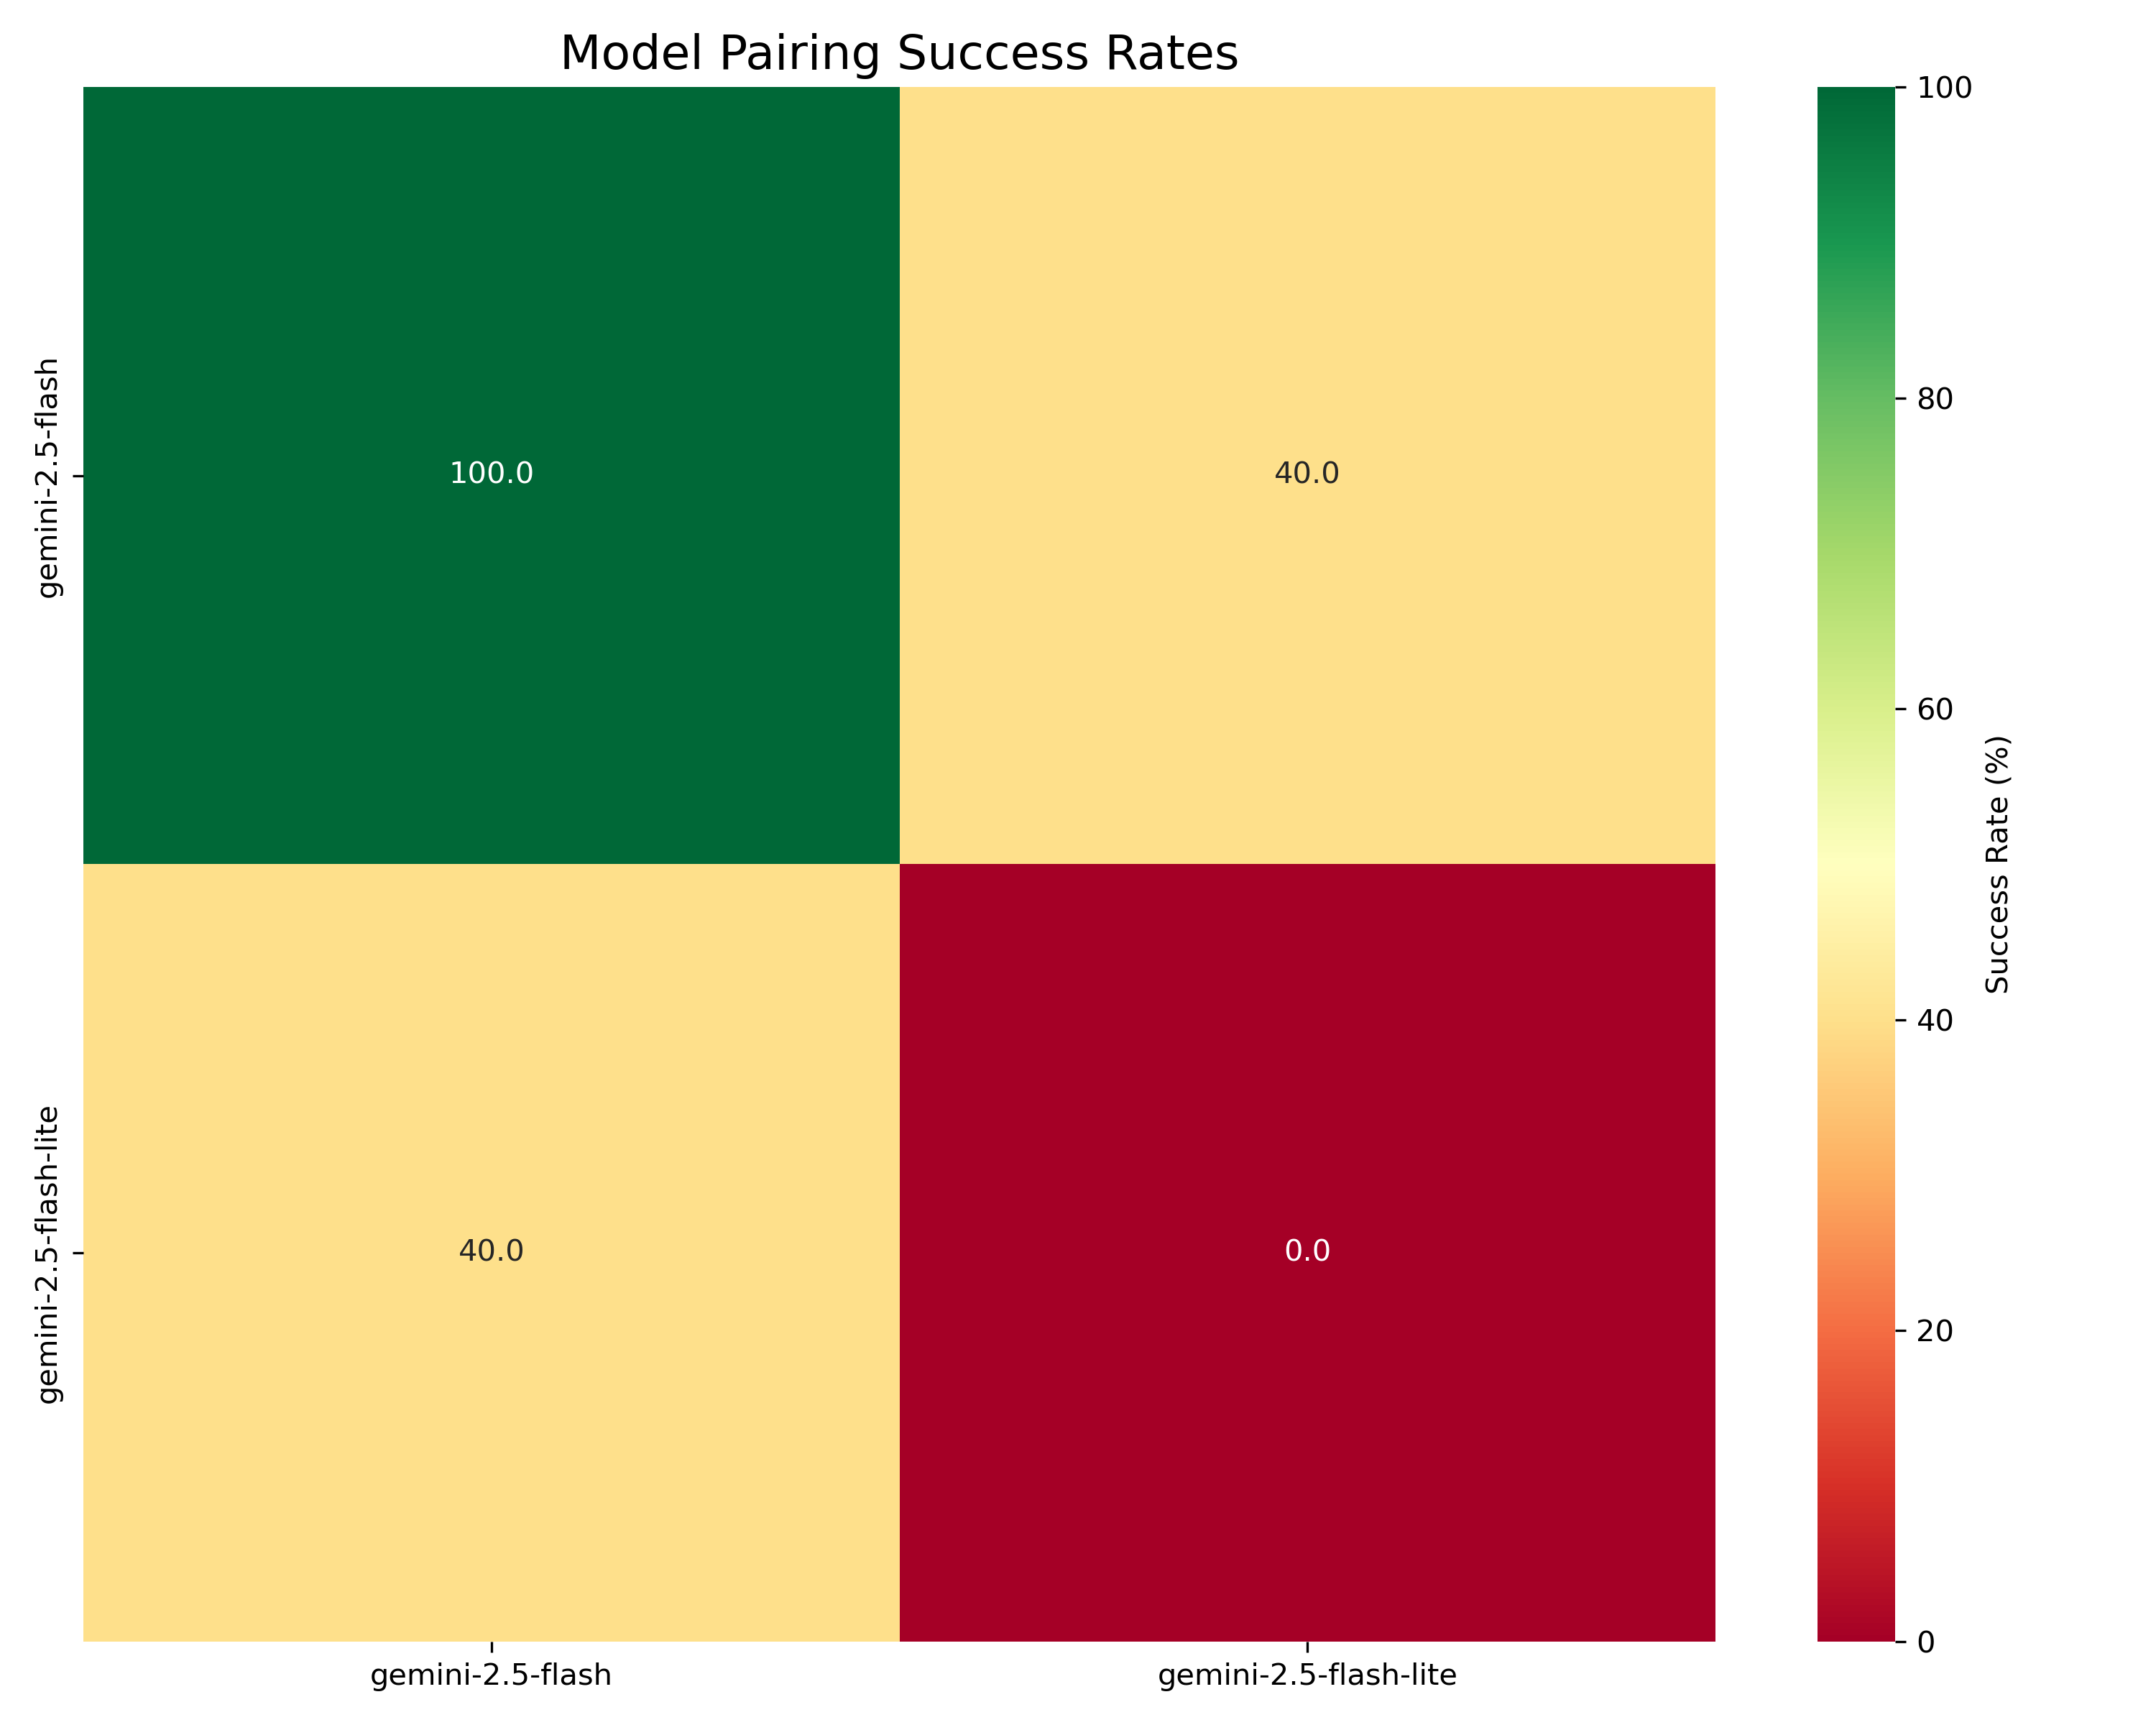 Model Pairing Success Rates
gemini-2.5-flash
100.0
40.0
gemini-2.5-flash-lite
40.0
0.0
gemini-2.5-flash
gemini-2.5-flash-lite
100
80
60
40
20
0
Success Rate (%)